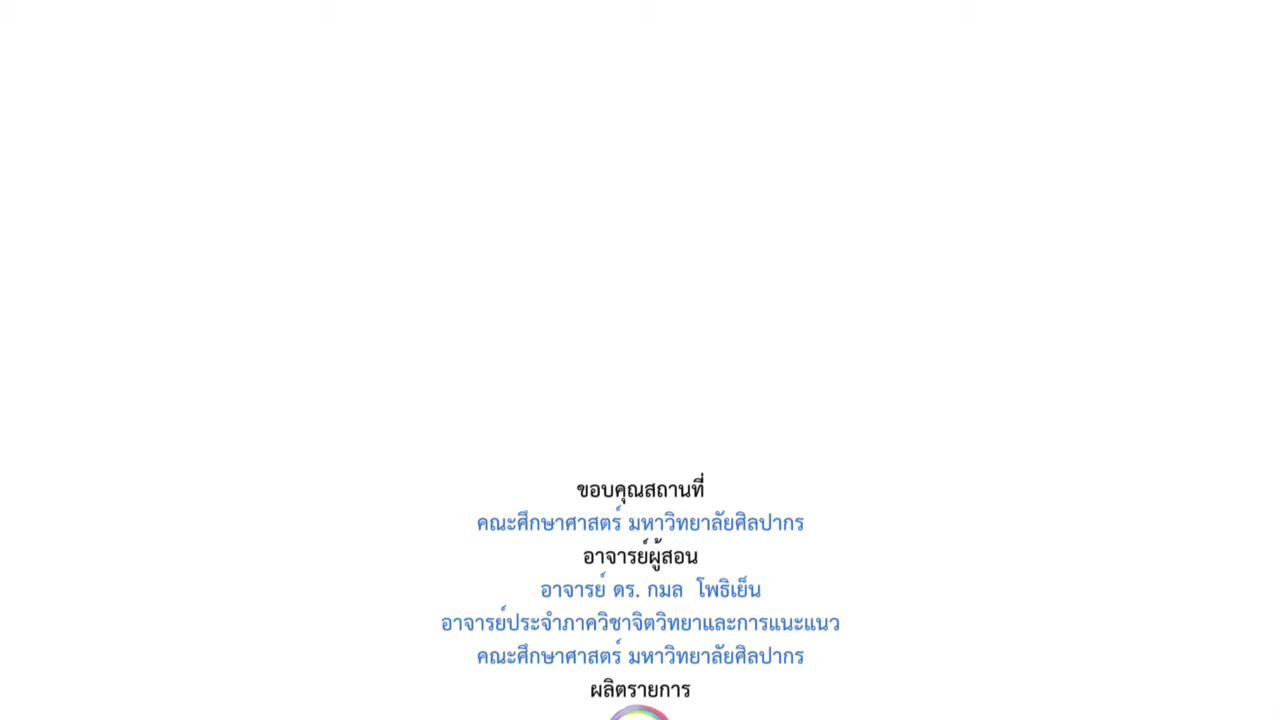 ขอบคุณสถานที่
คณะศึกษาศาสตร์ มหาวิทยาลัยศิลปากร
อาจารย์ผู้สอน
อาจารย์ ดร. กมล โพธิเย็น
อาจารย์ประจำภาควิชาจิตวิทยาและการแนะแนว
คณะศึกษาศาสตร์ มหาวิทยาลัยศิลปากร
ผลิตรายการ